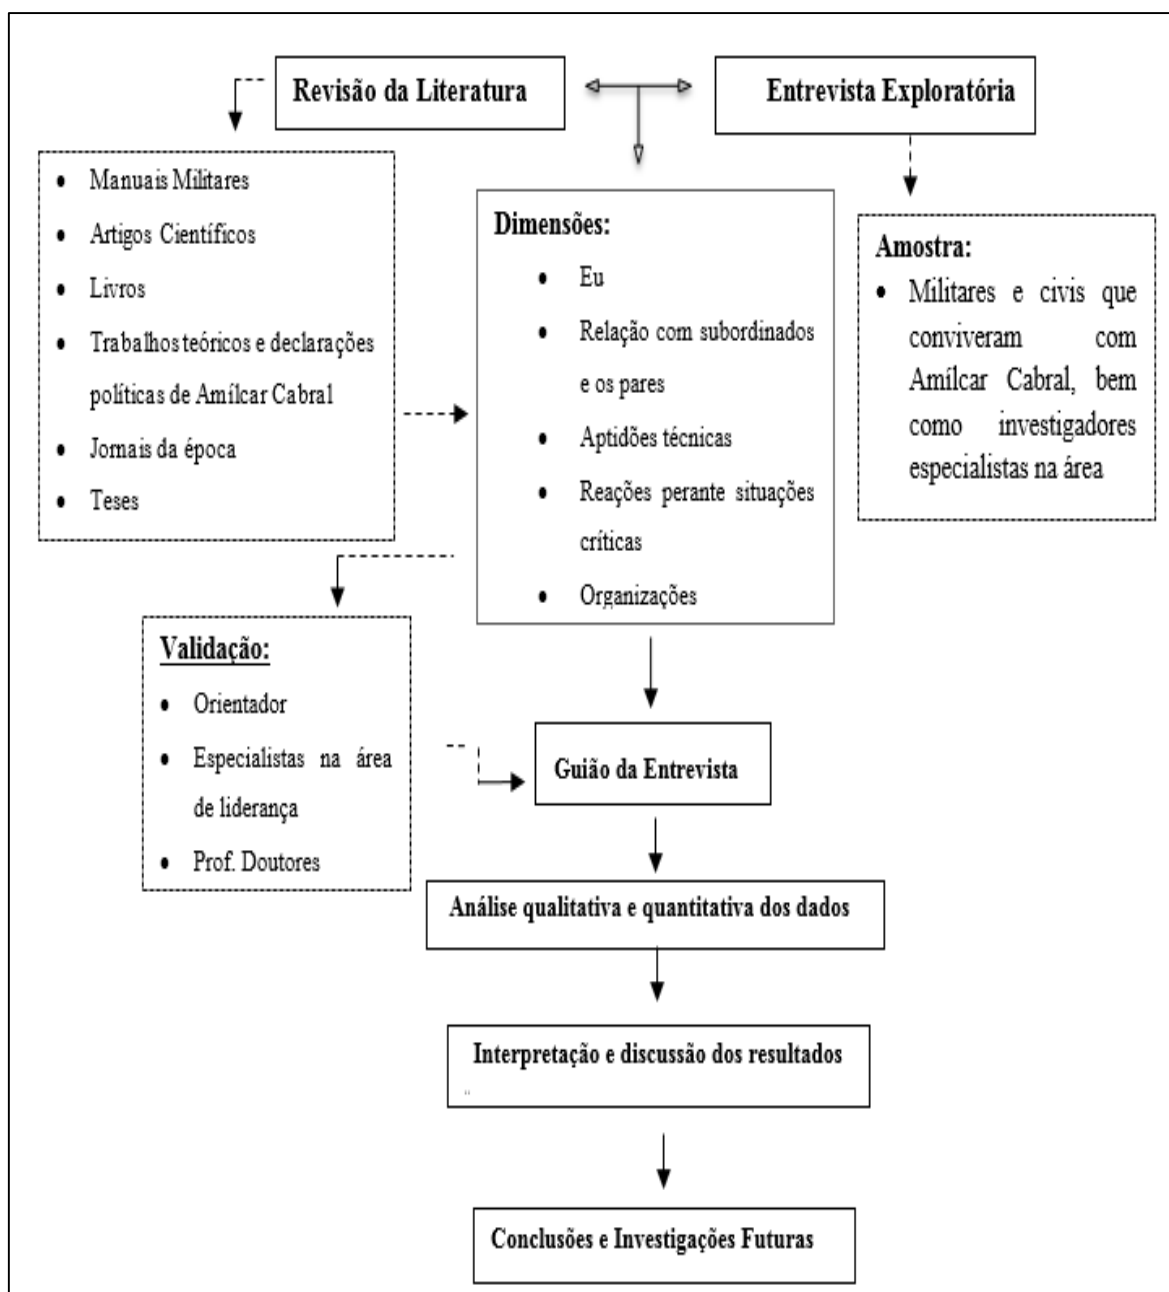 Revisão da Literatura
Entrevista Exploratória
Manuais Militares
Artigos Científicos
Livros
Trabalhos teóricos e declarações
políticas de Amílcar Cabral
Jornais da época
Teses
Dimensões:
Eu
Relação com subordinados
e os pares
Aptidões técnicas
Reações perante situações
críticas
Organizações
Amostra:
Militares e civis que
conviveram com
Amílcar Cabral, bem
como investigadores
especialistas na área
Validação:
Orientador
Especialistas na área
de liderança
Prof. Doutores
Guião da Entrevista
Análise qualitativa e quantitativa dos dados
Interpretação e discussão dos resultados
Conclusões e Investigações Futuras